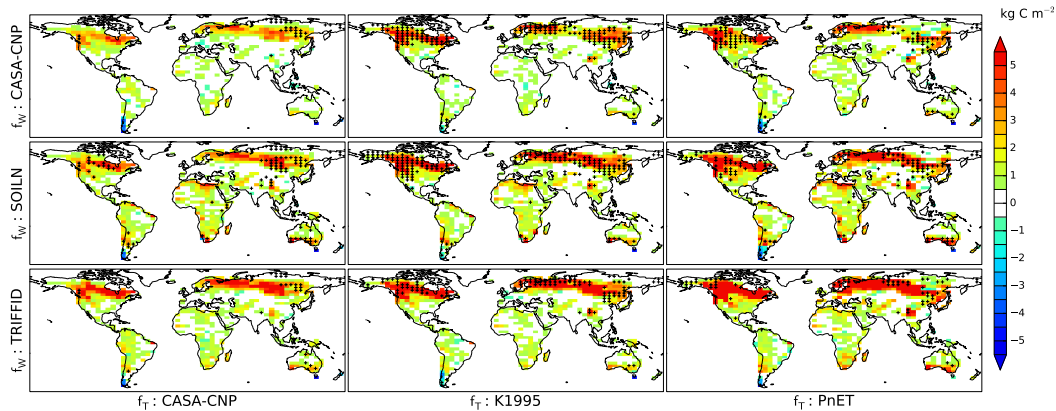 kg C m⁻²
f_W : CASA-CNP
f_W : SOILN
f_W : TRIFFID
f_T : CASA-CNP
f_T : K1995
f_T : PnET
5
4
3
2
1
0
−1
−2
−3
−4
−5